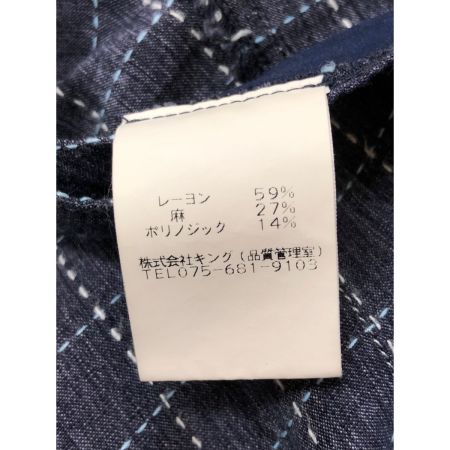 レーヨン 59%
麻 27%
ポリノジック 14%
株式会社キング(品質管理室)
TEL075-681-9103